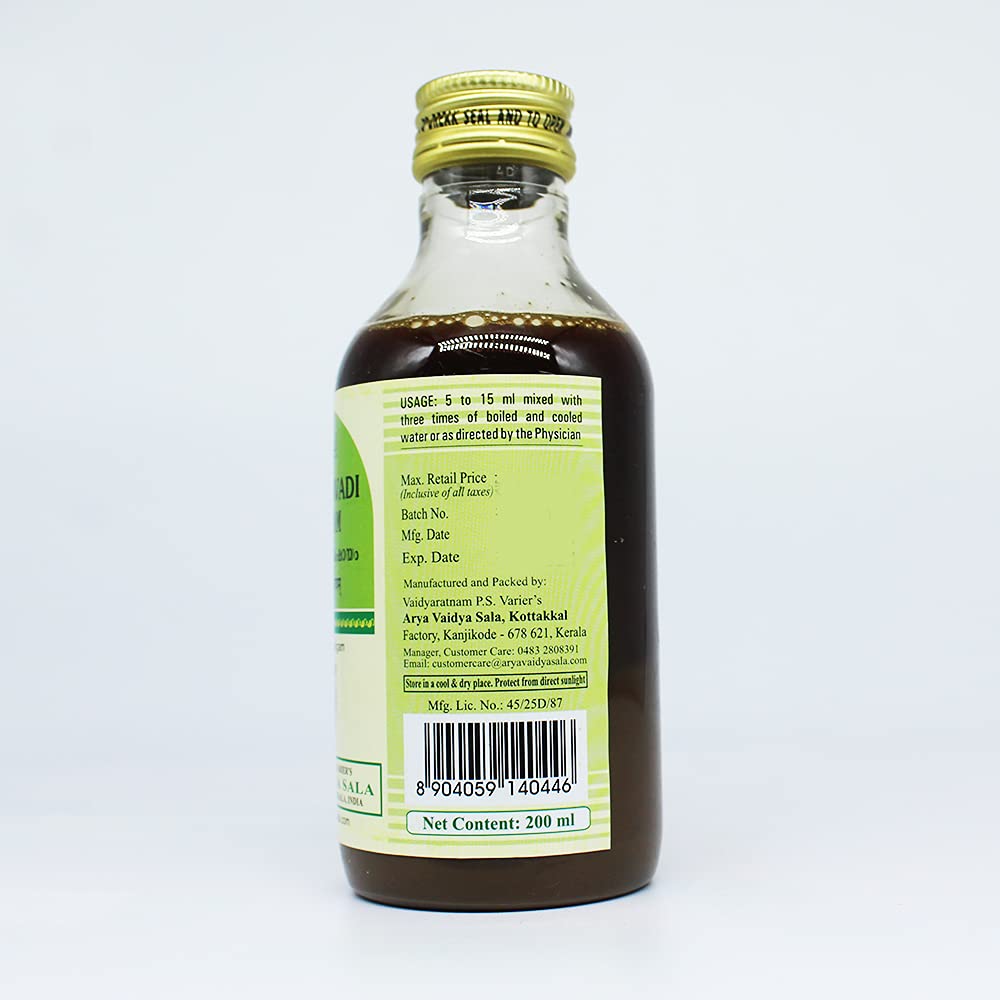 SEAL AND TO OPEN
USAGE: 5 to 15 ml mixed with
three times of boiled and cooled
water or as directed by the Physician
Max. Retail Price :
(Inclusive of all taxes)
Batch No.
Mfg. Date
Exp. Date
Manufactured and Packed by:
Vaidyaratnam P.S. Varier's
Arya Vaidya Sala, Kottakkal
Factory, Kanjikode - 678 621, Kerala
Manager, Customer Care: 0483 2808391
Email: customercare@aryavaidyasala.com
Store in a cool & dry place. Protect from direct sunlight
Mfg. Lic. No.: 45/25D/87
8 904059 140446
Net Content: 200 ml
SALA
INDIA